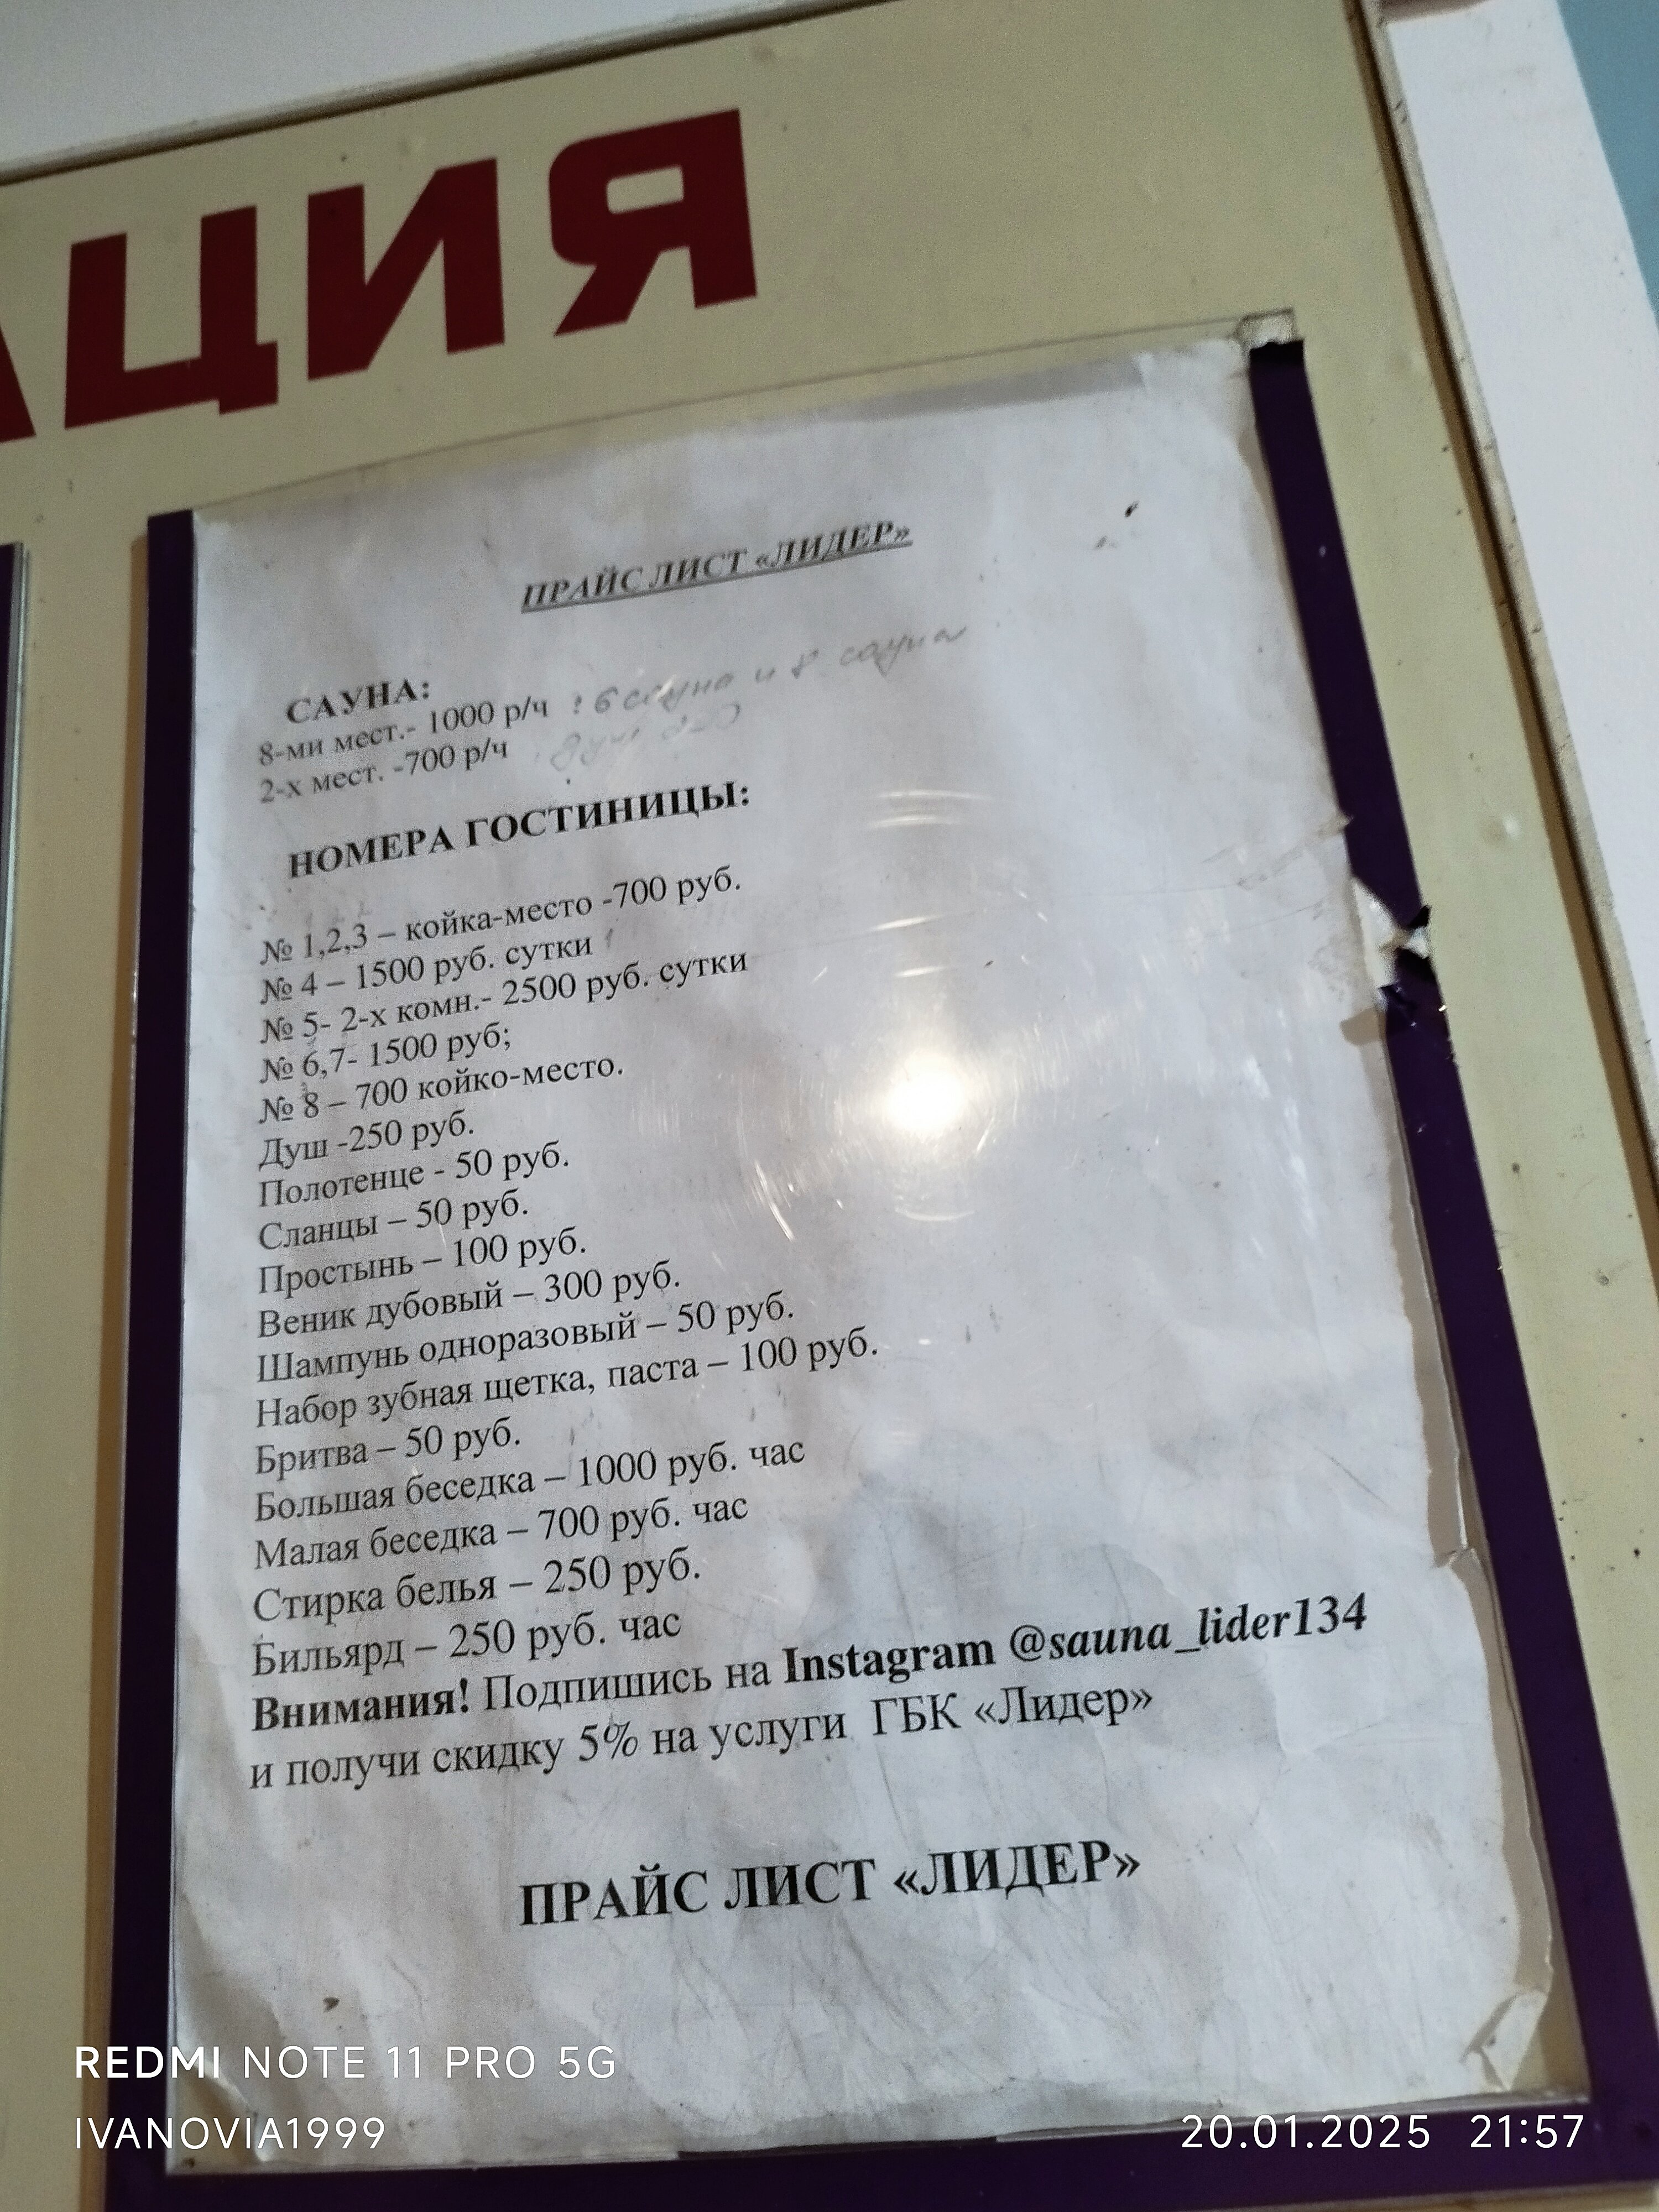 ЦИЯ
ПРАЙС ЛИСТ «ЛИДЕР»
САУНА:
8-ми мест.- 1000 р/ч : 6 сауна и 8 сауна
2-х мест. -700 р/ч
НОМЕРА ГОСТИНИЦЫ:
№ 1,2,3 – койка-место -700 руб.
№ 4 – 1500 руб. сутки
№ 5- 2-х комн.- 2500 руб. сутки
№ 6,7- 1500 руб;
№ 8 – 700 койко-место.
Душ -250 руб.
Полотенце - 50 руб.
Сланцы – 50 руб.
Простынь – 100 руб.
Веник дубовый – 300 руб.
Шампунь одноразовый – 50 руб.
Набор зубная щетка, паста – 100 руб.
Бритва – 50 руб.
Большая беседка – 1000 руб. час
Малая беседка – 700 руб. час
Стирка белья – 250 руб.
Бильярд – 250 руб. час
Внимания! Подпишись на Instagram @sauna_lider134
и получи скидку 5% на услуги ГБК «Лидер»
ПРАЙС ЛИСТ «ЛИДЕР»
REDMI NOTE 11 PRO 5G
IVANOVIA1999
20.01.2025 21:57